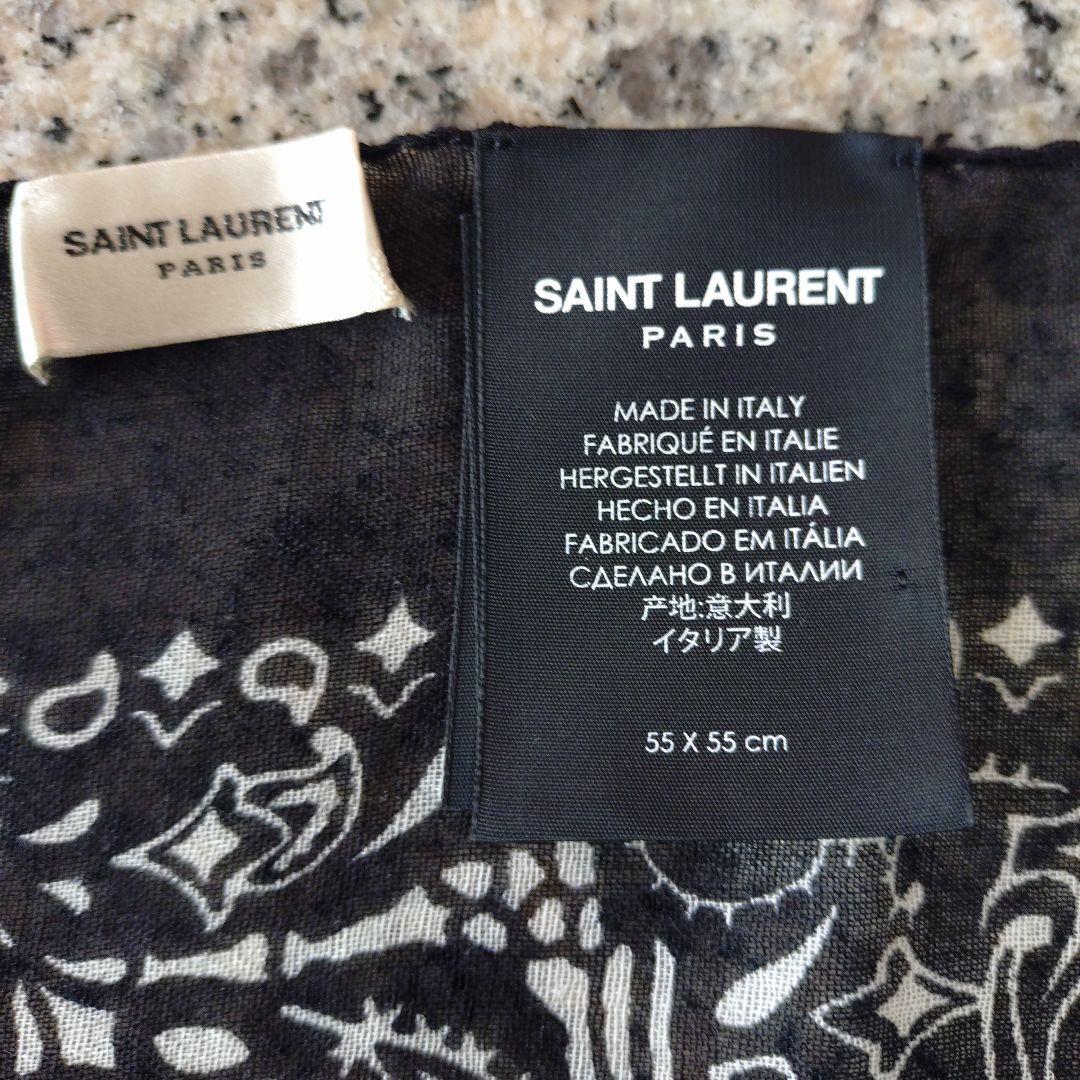 SAINT LAURENT
PARIS
SAINT LAURENT
PARIS
MADE IN ITALY
FABRIQUÉ EN ITALIE
HERGESTELLT IN ITALIEN
HECHO EN ITALIA
FABRICADO EM ITÁLIA
СДЕЛАНО В ИТАЛИИ
产地:意大利
イタリア製
55 X 55 cm